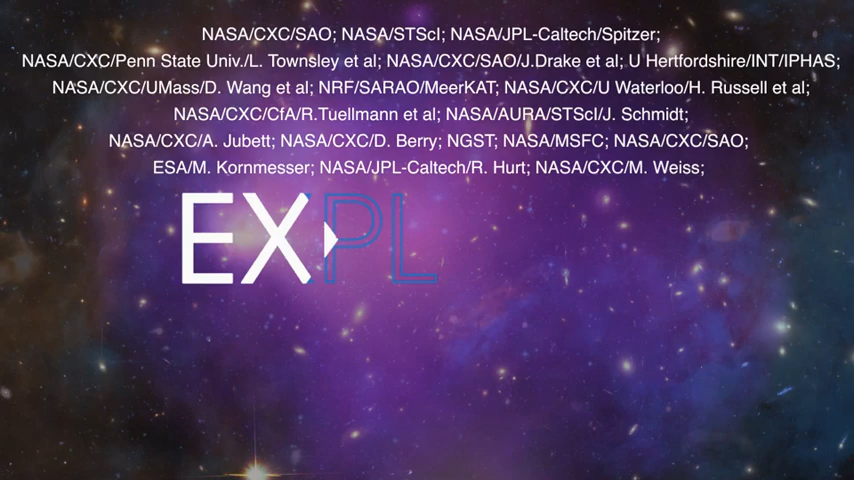 NASA/CXC/SAO; NASA/STScI; NASA/JPL-Caltech/Spitzer;
NASA/CXC/Penn State Univ./L. Townsley et al; NASA/CXC/SAO/J.Drake et al; U Hertfordshire/INT/IPHAS;
NASA/CXC/UMass/D. Wang et al; NRF/SARAO/MeerKAT; NASA/CXC/U Waterloo/H. Russell et al;
NASA/CXC/CfA/R.Tuellmann et al; NASA/AURA/STScI/J. Schmidt;
NASA/CXC/A. Jubett; NASA/CXC/D. Berry; NGST; NASA/MSFC; NASA/CXC/SAO;
ESA/M. Kornmesser; NASA/JPL-Caltech/R. Hurt; NASA/CXC/M. Weiss;
EXPL